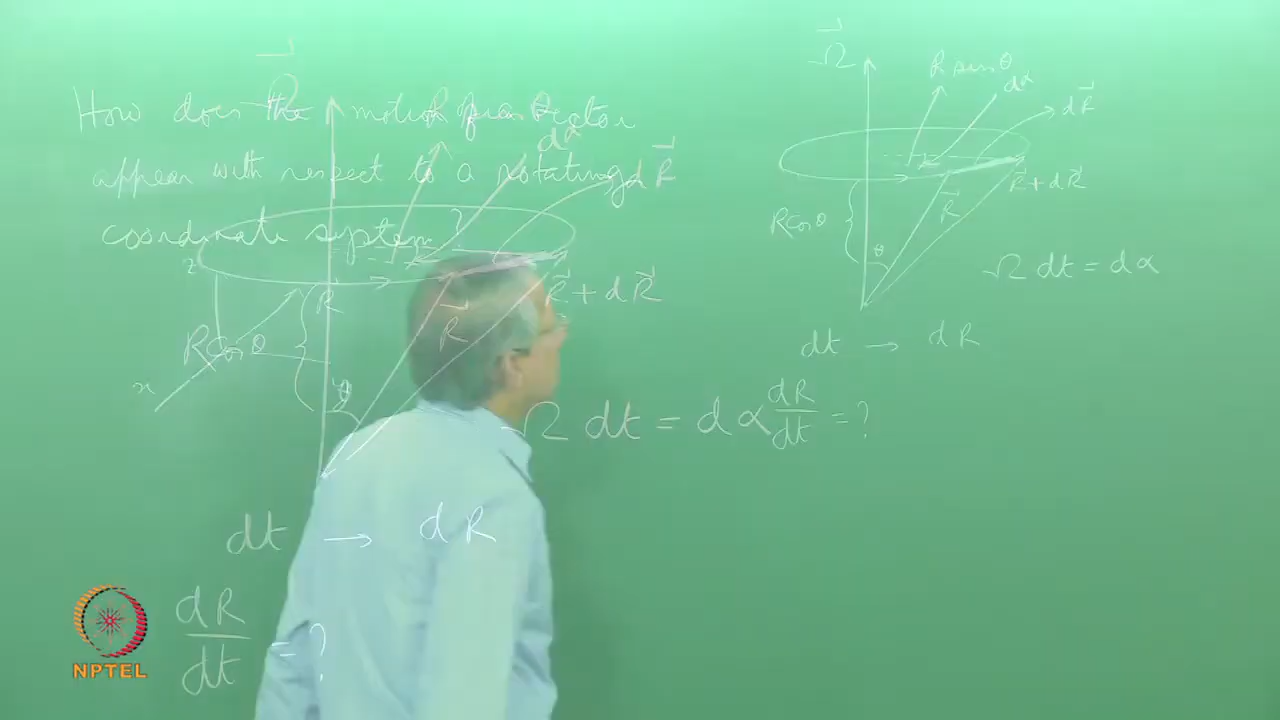 How does the motion of a vector
appear with respect to a rotating
coordinate system?
z
R
x
y
Ω⃗
R sin θ
dα
dR⃗
R⃗ + dR⃗
R⃗
R cos θ
θ
Ω dt = dα
dt → dR
dR/dt = ?
Ω⃗
R
θ
dα
dR⃗
R⃗ + dR⃗
R⃗
R cos θ
θ
Ω dt = dα
dt → dR
dR/dt = ?
NPTEL